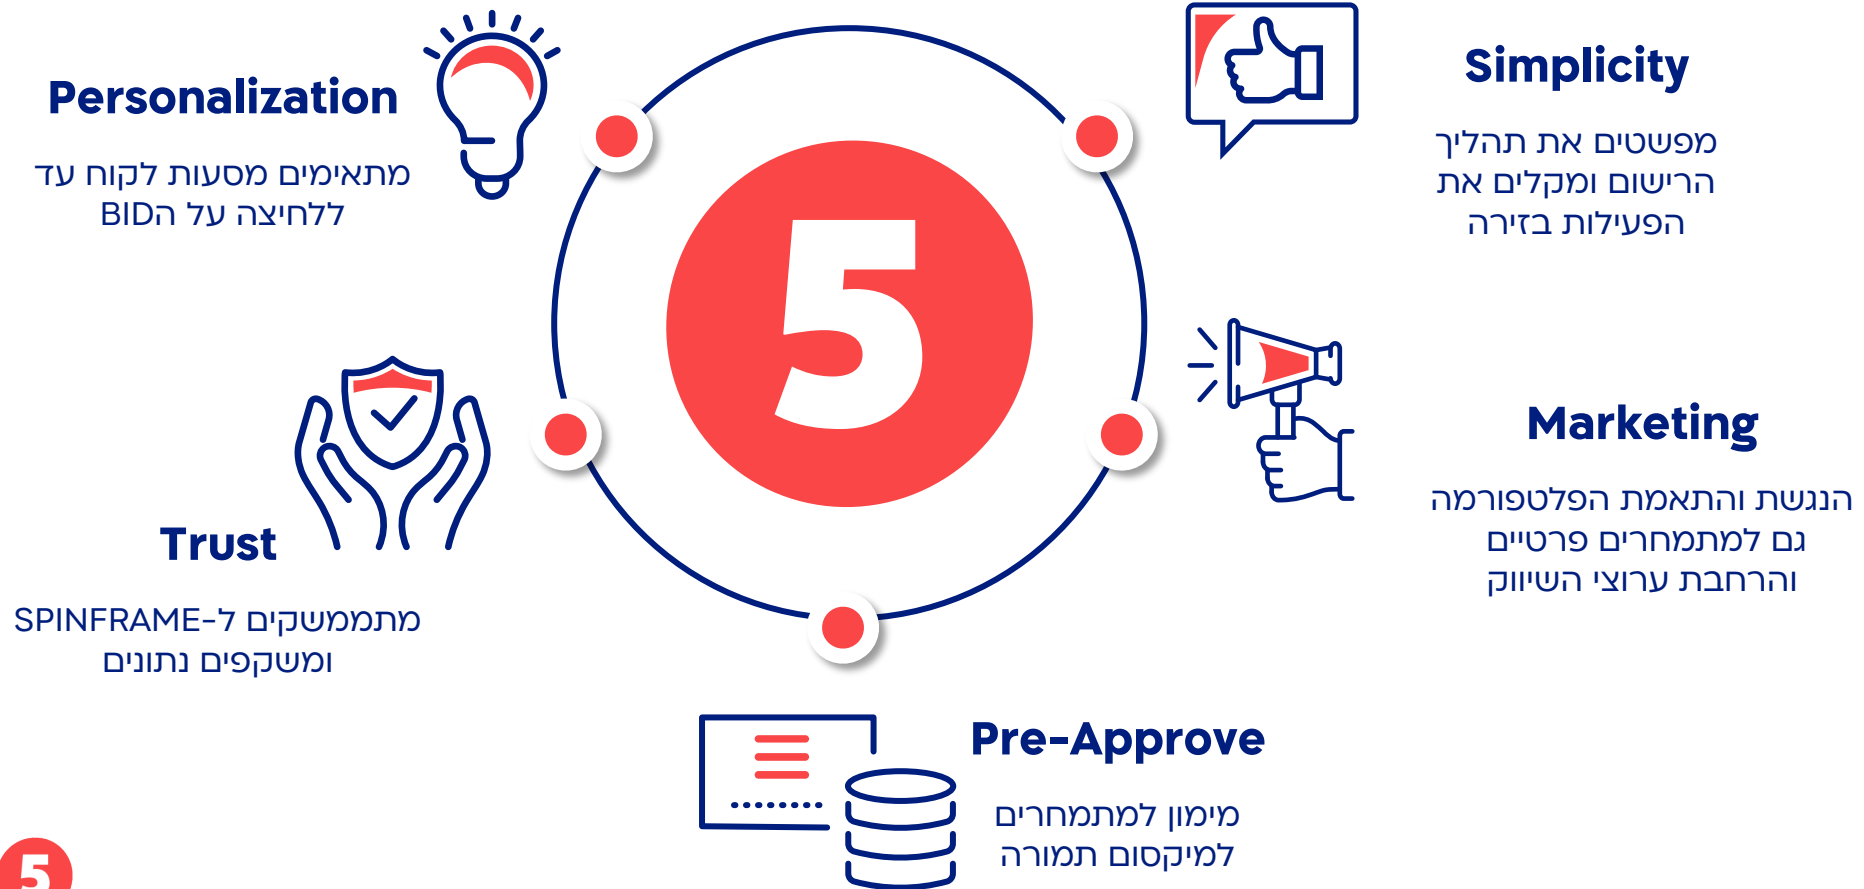 Simplicity
מפשטים את תהליך
הרישום ומקלים את
הפעילות בזירה
Personalization
מתאימים מסעות לקוח עד
ללחיצה על הBID
5
Marketing
הנגשת והתאמת הפלטפורמה
גם למתמחרים פרטיים
והרחבת ערוצי השיווק
Trust
מתממשקים ל-SPINFRAME
ומשקפים נתונים
Pre-Approve
מימון למתמחרים
למיקסום תמורה
5